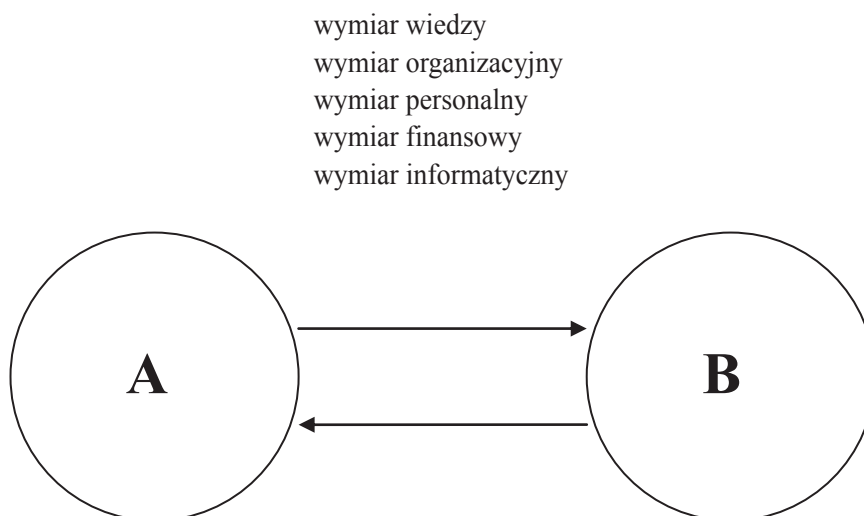 wymiar wiedzy
wymiar organizacyjny
wymiar personalny
wymiar finansowy
wymiar informatyczny
A
B